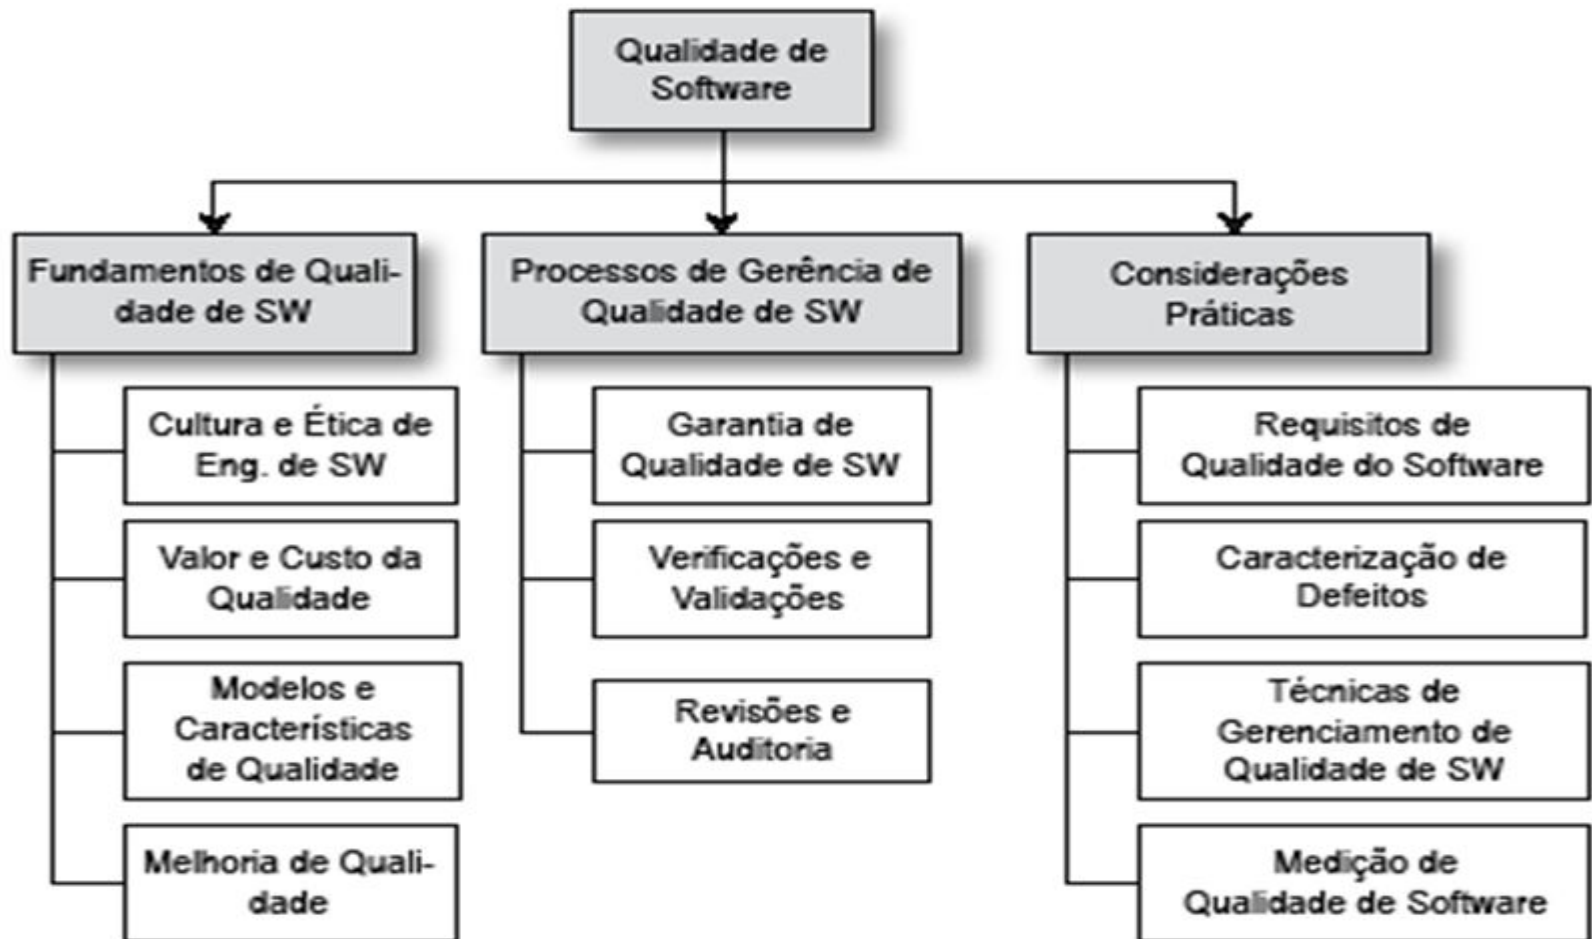 Qualidade de
Software
Fundamentos de Quali-
dade de SW
Cultura e Ética de
Eng. de SW
Valor e Custo da
Qualidade
Modelos e
Característícas
de Qualidade
Melhoria de Quali-
dade
Processos de Gerência de
Qualidade de SW
Garantia de
Qualidade de SW
Verificações e
Validações
Revisões e
Auditoria
Considerações
Práticas
Requisitos de
Qualidade do Software
Caracterização de
Defeitos
Técnicas de
Gerenciamento de
Qualidade de SW
Medição de
Qualidade de Software